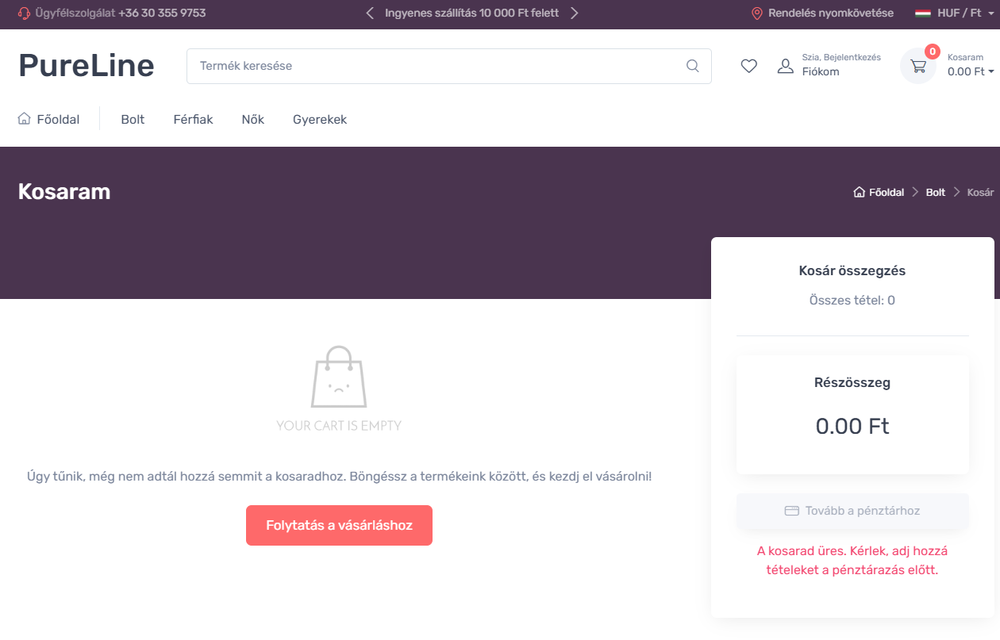 Ügyfélszolgálat +36 30 355 9753
Ingyenes szállítás 10 000 Ft felett
Rendelés nyomkövetése
HUF / Ft
PureLine
Termék keresése
Szia, Bejelentkezés
Fiókom
0
Kosaram
0.00 Ft
Főoldal
Bolt
Férfiak
Nők
Gyerekek
Kosaram
Főoldal
Bolt
Kosár
Kosár összegzés
Összes tétel: 0
YOUR CART IS EMPTY
Úgy tűnik, még nem adtál hozzá semmit a kosaradhoz. Böngéssz a termékeink között, és kezdj el vásárolni!
Folytatás a vásárláshoz
Részösszeg
0.00 Ft
Tovább a pénztárhoz
A kosarad üres. Kérlek, adj hozzá
tételeket a pénztárazás előtt.